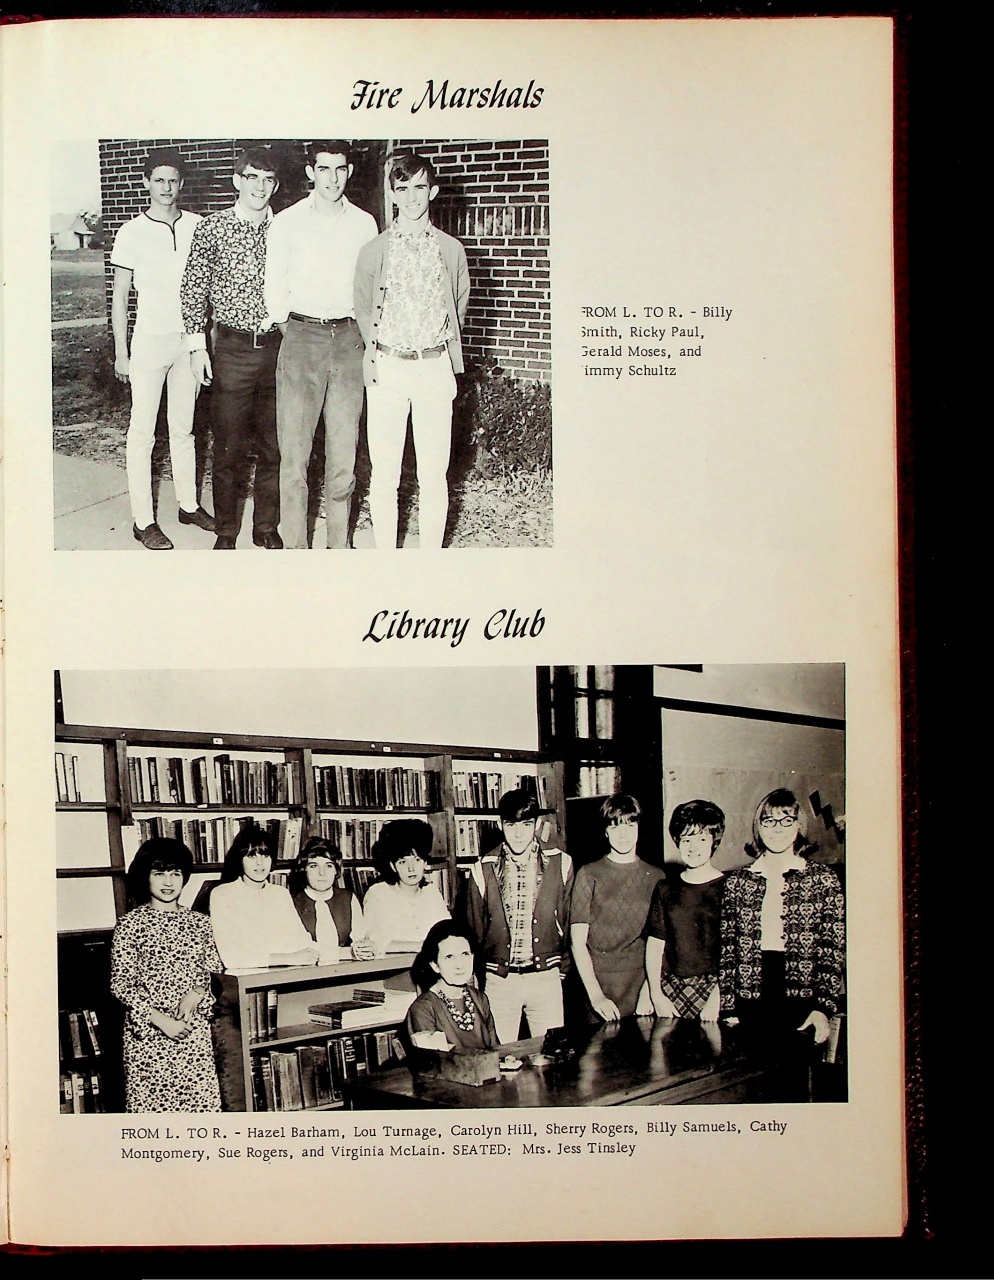 Fire Marshals
FROM L. TO R. - Billy
Smith, Ricky Paul,
Gerald Moses, and
immy Schultz
Library Club
FROM L. TO R. - Hazel Barham, Lou Turnage, Carolyn Hill, Sherry Rogers, Billy Samuels, Cathy
Montgomery, Sue Rogers, and Virginia McLain. SEATED: Mrs. Jess Tinsley